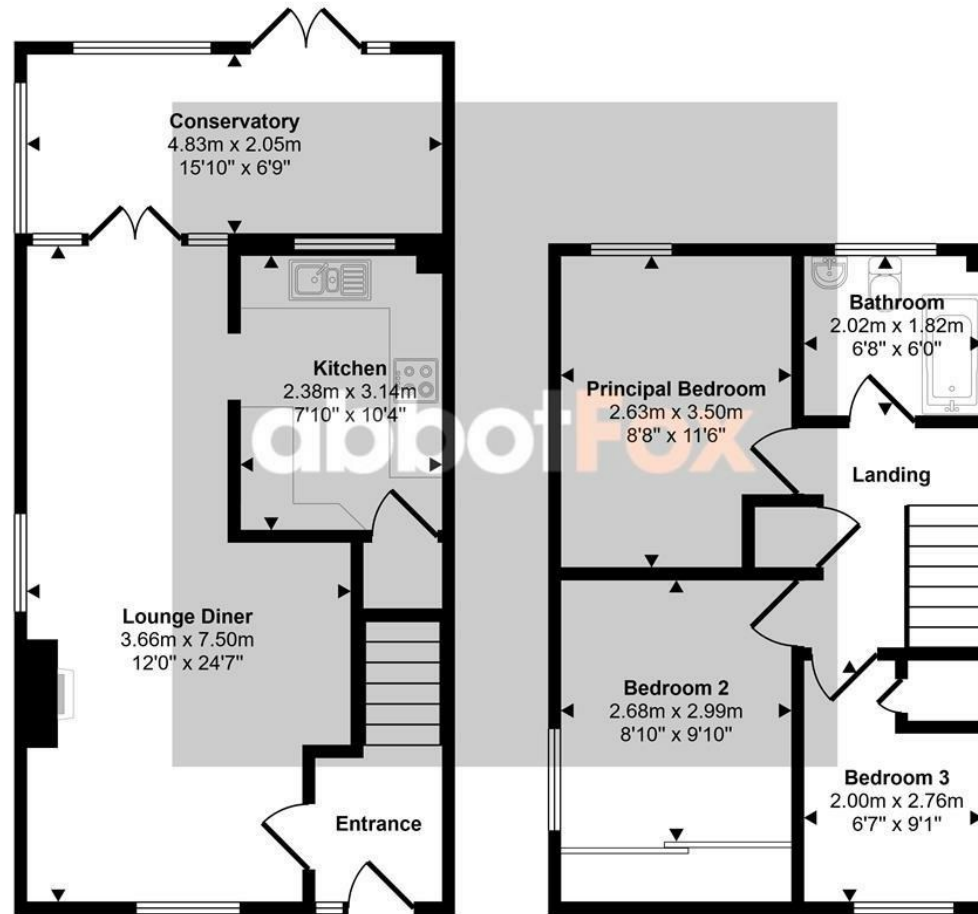 Conservatory
4.83m x 2.05m
15'10" x 6'9"
Kitchen
2.38m x 3.14m
7'10" x 10'4"
Lounge Diner
3.66m x 7.50m
12'0" x 24'7"
Entrance
Principal Bedroom
2.63m x 3.50m
8'8" x 11'6"
Bathroom
2.02m x 1.82m
6'8" x 6'0"
Landing
Bedroom 2
2.68m x 2.99m
8'10" x 9'10"
Bedroom 3
2.00m x 2.76m
6'7" x 9'1"
abbotFox